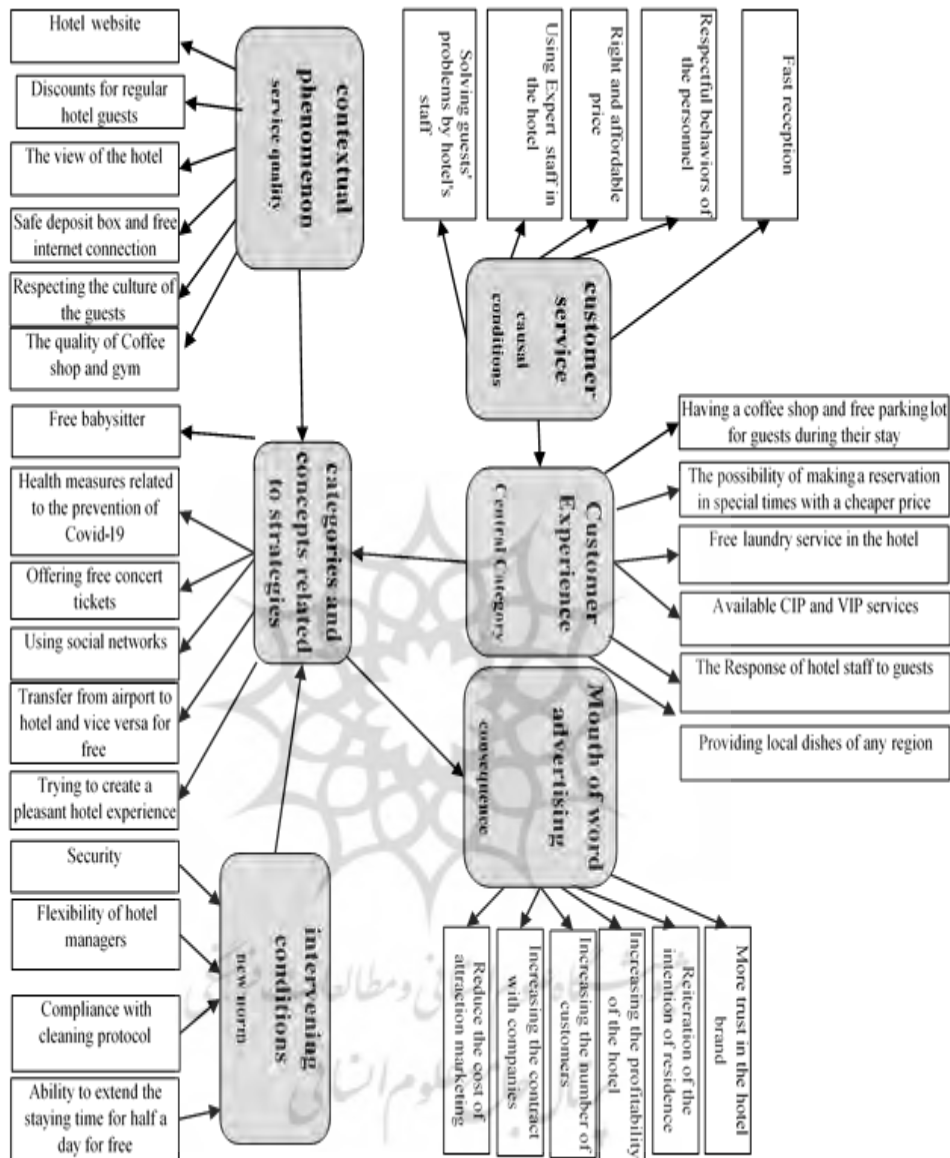 Hotel website
Discounts for regular
hotel guests
The view of the hotel
Safe deposit box and free
internet connection
Respecting the culture of
the guests
The quality of Coffee
shop and gym
contextual
phenomenon
service quality
Solving guests'
problems by hotel's
staff
Using Expert staff in
the hotel
Right and affordable
price
Respectful behaviors of
the personnel
Fast reception
customer
service
causal
conditions
Free babysitter
Health measures related
to the prevention of
Covid-19
Offering free concert
tickets
Using social networks
Transfer from airport to
hotel and vice versa for
free
Trying to create a
pleasant hotel experience
categories and
concepts related
to strategies
Customer
Experience
Central Category
Having a coffee shop and free parking lot
for guests during their stay
The possibility of making a reservation
in special times with a cheaper price
Free laundry service in the hotel
Available CIP and VIP services
The Response of hotel staff to guests
Providing local dishes of any region
Mouth of word
advertising
consequence
Security
Flexibility of hotel
managers
Compliance with
cleaning protocol
Ability to extend the
staying time for half a
day for free
intervening
conditions
new norm
Reduce the cost of
attraction marketing
Increasing the contract
with companies
Increasing the number of
customers
Increasing the profitability
of the hotel
Reiteration of the
intention of residence
More trust in the hotel
brand